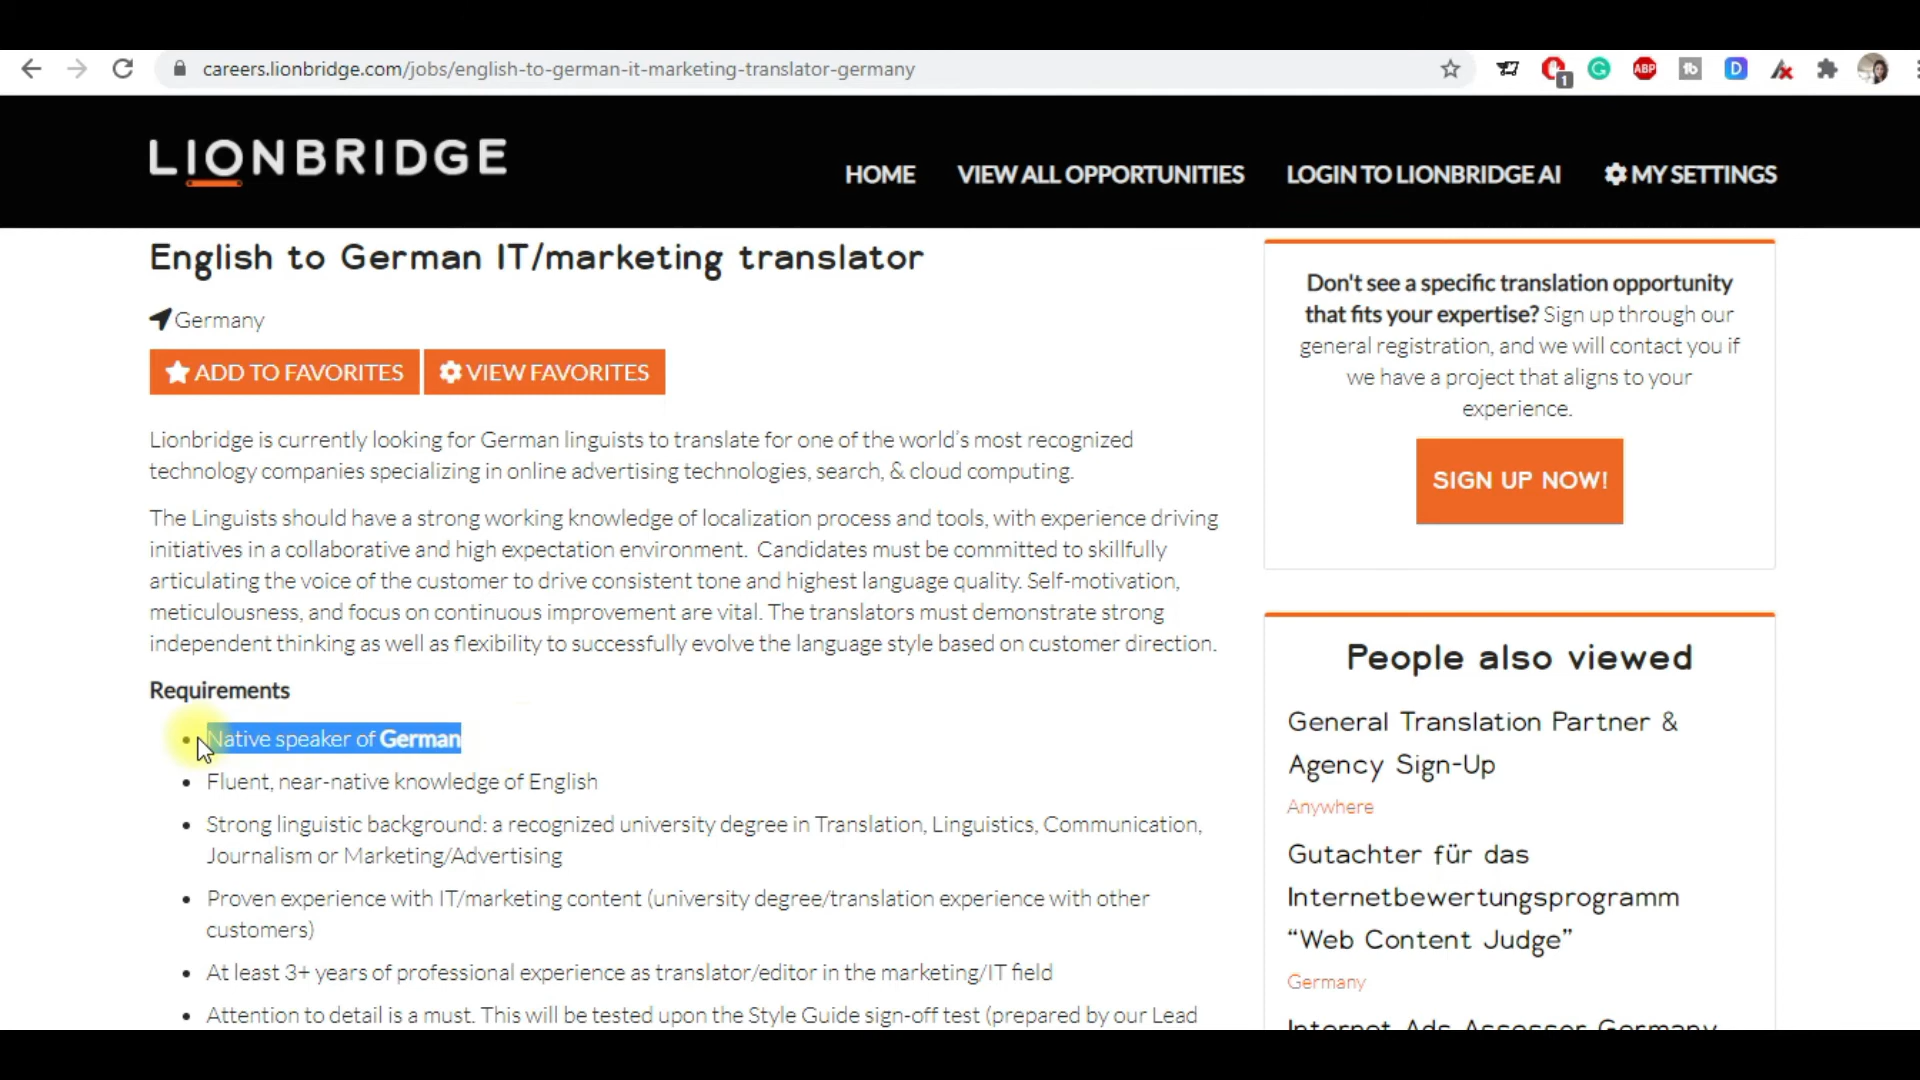 careers.lionbridge.com/jobs/english-to-german-it-marketing-translator-germany
1
ABP
tb
D
LIONBRIDGE
HOME
VIEW ALL OPPORTUNITIES
LOGIN TO LIONBRIDGE AI
MY SETTINGS
English to German IT/marketing translator
Germany
ADD TO FAVORITES
VIEW FAVORITES
Lionbridge is currently looking for German linguists to translate for one of the world’s most recognized
technology companies specializing in online advertising technologies, search, & cloud computing.
The Linguists should have a strong working knowledge of localization process and tools, with experience driving
initiatives in a collaborative and high expectation environment. Candidates must be committed to skillfully
articulating the voice of the customer to drive consistent tone and highest language quality. Self-motivation,
meticulousness, and focus on continuous improvement are vital. The translators must demonstrate strong
independent thinking as well as flexibility to successfully evolve the language style based on customer direction.
Requirements
Native speaker of German
Fluent, near-native knowledge of English
Strong linguistic background: a recognized university degree in Translation, Linguistics, Communication,
Journalism or Marketing/Advertising
Proven experience with IT/marketing content (university degree/translation experience with other
customers)
At least 3+ years of professional experience as translator/editor in the marketing/IT field
Attention to detail is a must. This will be tested upon the Style Guide sign-off test (prepared by our Lead
Don't see a specific translation opportunity
that fits your expertise? Sign up through our
general registration, and we will contact you if
we have a project that aligns to your
experience.
SIGN UP NOW!
People also viewed
General Translation Partner &
Agency Sign-Up
Anywhere
Gutachter für das
Internetbewertungsprogramm
“Web Content Judge”
Germany
Internet Ads Assessor Germany